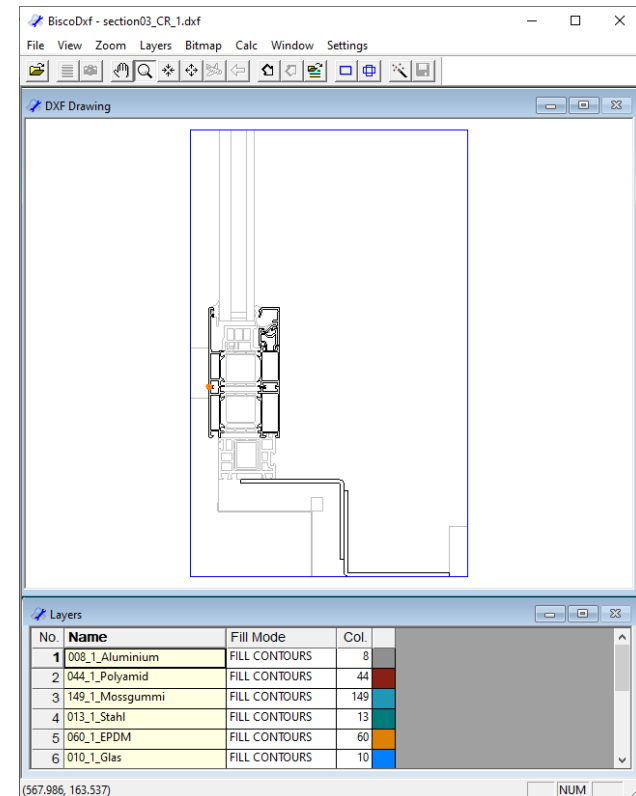 BiscoDxf - section03_CR_1.dxf
File View Zoom Layers Bitmap Calc Window Settings
DXF Drawing
Layers
No. Name Fill Mode Col.
1 008_1_Aluminium FILL CONTOURS 8
2 044_1_Polyamid FILL CONTOURS 44
3 149_1_Mossgummi FILL CONTOURS 149
4 013_1_Stahl FILL CONTOURS 13
5 060_1_EPDM FILL CONTOURS 60
6 010_1_Glas FILL CONTOURS 10
(567.986, 163.537) NUM